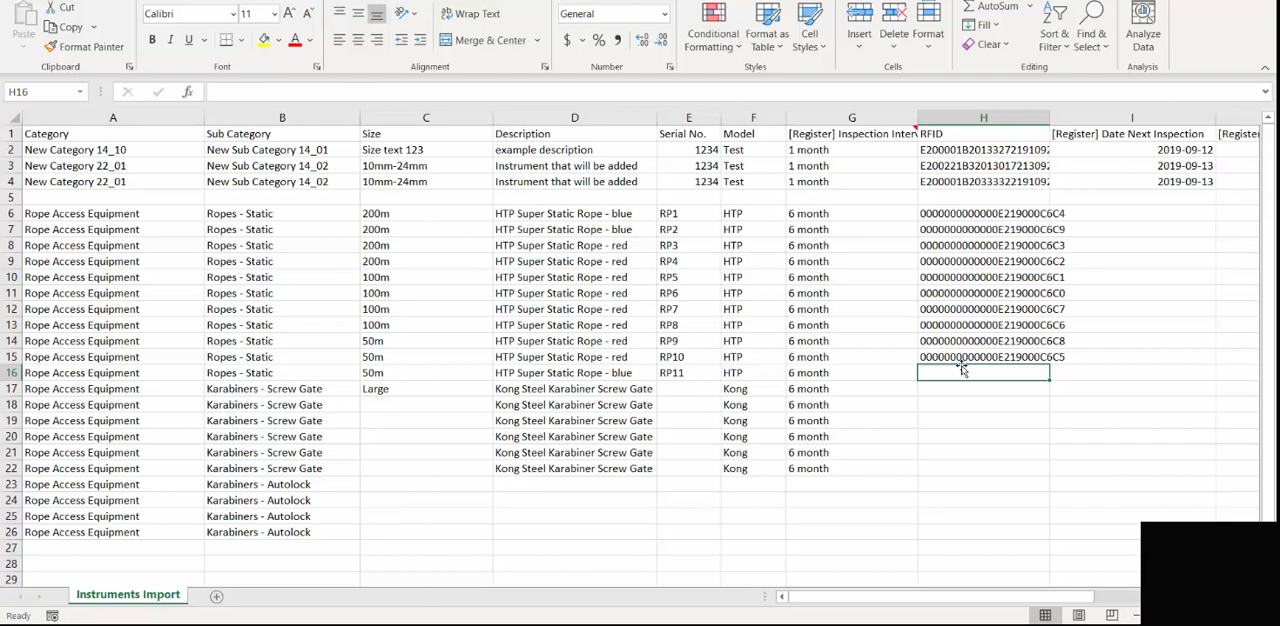 Cut
Calibri 11 Wrap Text General AutoSum
Copy Fill
Paste Format Painter B I U Merge & Center $ % Conditional Formatting Format as Table Cell Styles Insert Delete Format Clear Sort & Filter Find & Select Analyze Data
Clipboard Font Alignment Number Styles Cells Editing Analysis
H16 fx
A B C D E F G H I
1 Category Sub Category Size Description Serial No. Model [Register] Inspection Inter RFID [Register] Date Next Inspection [Registe
2 New Category 14_10 New Sub Category 14_01 Size text 123 example description 1234 Test 1 month E200001B2013327219109 2019-09-12
3 New Category 22_01 New Sub Category 14_02 10mm-24mm Instrument that will be added 1234 Test 1 month E200221B3201301721309 2019-09-13
4 New Category 22_01 New Sub Category 14_02 10mm-24mm Instrument that will be added 1234 Test 1 month E200001B2033332219109 2019-09-13
5
6 Rope Access Equipment Ropes - Static 200m HTP Super Static Rope - blue RP1 HTP 6 month 0000000000000E219000C6C4
7 Rope Access Equipment Ropes - Static 200m HTP Super Static Rope - blue RP2 HTP 6 month 0000000000000E219000C6C9
8 Rope Access Equipment Ropes - Static 200m HTP Super Static Rope - red RP3 HTP 6 month 0000000000000E219000C6C3
9 Rope Access Equipment Ropes - Static 200m HTP Super Static Rope - red RP4 HTP 6 month 0000000000000E219000C6C2
10 Rope Access Equipment Ropes - Static 100m HTP Super Static Rope - red RP5 HTP 6 month 0000000000000E219000C6C1
11 Rope Access Equipment Ropes - Static 100m HTP Super Static Rope - red RP6 HTP 6 month 0000000000000E219000C6C0
12 Rope Access Equipment Ropes - Static 100m HTP Super Static Rope - red RP7 HTP 6 month 0000000000000E219000C6C7
13 Rope Access Equipment Ropes - Static 100m HTP Super Static Rope - red RP8 HTP 6 month 0000000000000E219000C6C6
14 Rope Access Equipment Ropes - Static 50m HTP Super Static Rope - red RP9 HTP 6 month 0000000000000E219000C6C8
15 Rope Access Equipment Ropes - Static 50m HTP Super Static Rope - red RP10 HTP 6 month 0000000000000E219000C6C5
16 Rope Access Equipment Ropes - Static 50m HTP Super Static Rope - blue RP11 HTP 6 month
17 Rope Access Equipment Karabiners - Screw Gate Large Kong Steel Karabiner Screw Gate Kong 6 month
18 Rope Access Equipment Karabiners - Screw Gate Kong Steel Karabiner Screw Gate Kong 6 month
19 Rope Access Equipment Karabiners - Screw Gate Kong Steel Karabiner Screw Gate Kong 6 month
20 Rope Access Equipment Karabiners - Screw Gate Kong Steel Karabiner Screw Gate Kong 6 month
21 Rope Access Equipment Karabiners - Screw Gate Kong Steel Karabiner Screw Gate Kong 6 month
22 Rope Access Equipment Karabiners - Screw Gate Kong Steel Karabiner Screw Gate Kong 6 month
23 Rope Access Equipment Karabiners - Autolock
24 Rope Access Equipment Karabiners - Autolock
25 Rope Access Equipment Karabiners - Autolock
26 Rope Access Equipment Karabiners - Autolock
27
28
29
Instruments Import
Ready